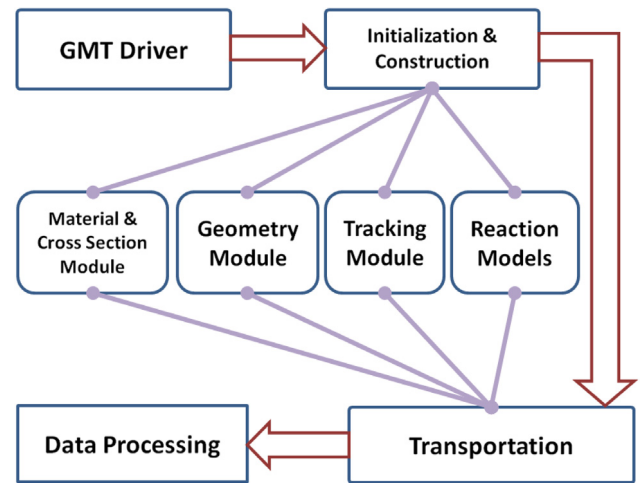 GMT Driver
Initialization &
Construction
Material &
Cross Section
Module
Geometry
Module
Tracking
Module
Reaction
Models
Data Processing
Transportation